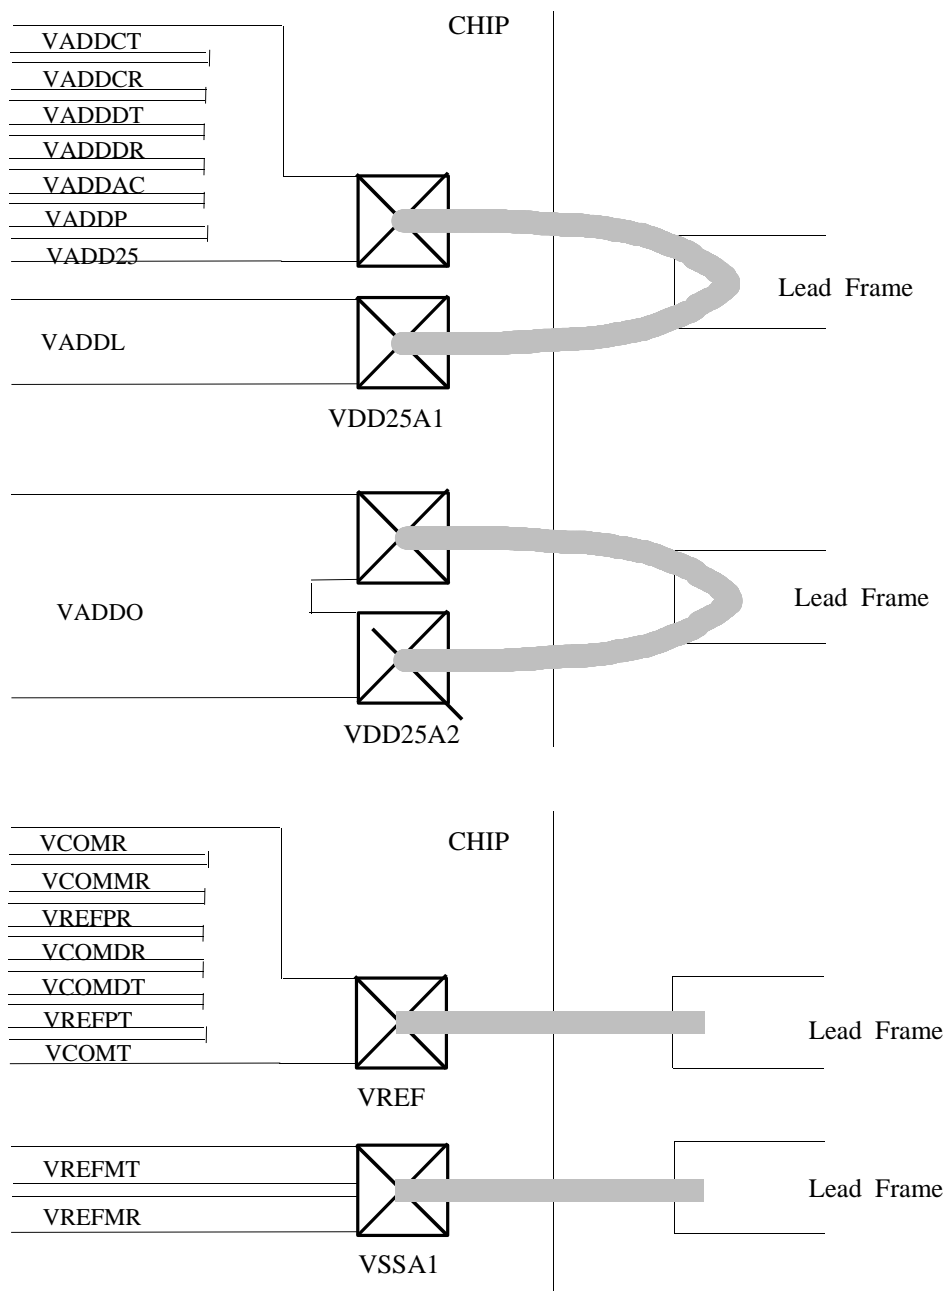 CHIP
VADDCT
VADDCR
VADDDT
VADDDR
VADDAC
VADDP
VADD25
Lead Frame
VADDL
VDD25A1
VADDO
Lead Frame
VDD25A2
CHIP
VCOMR
VCOMMR
VREFPR
VCOMDR
VCOMDT
VREFPT
VCOMT
Lead Frame
VREF
VREFMT
Lead Frame
VREFMR
VSSA1